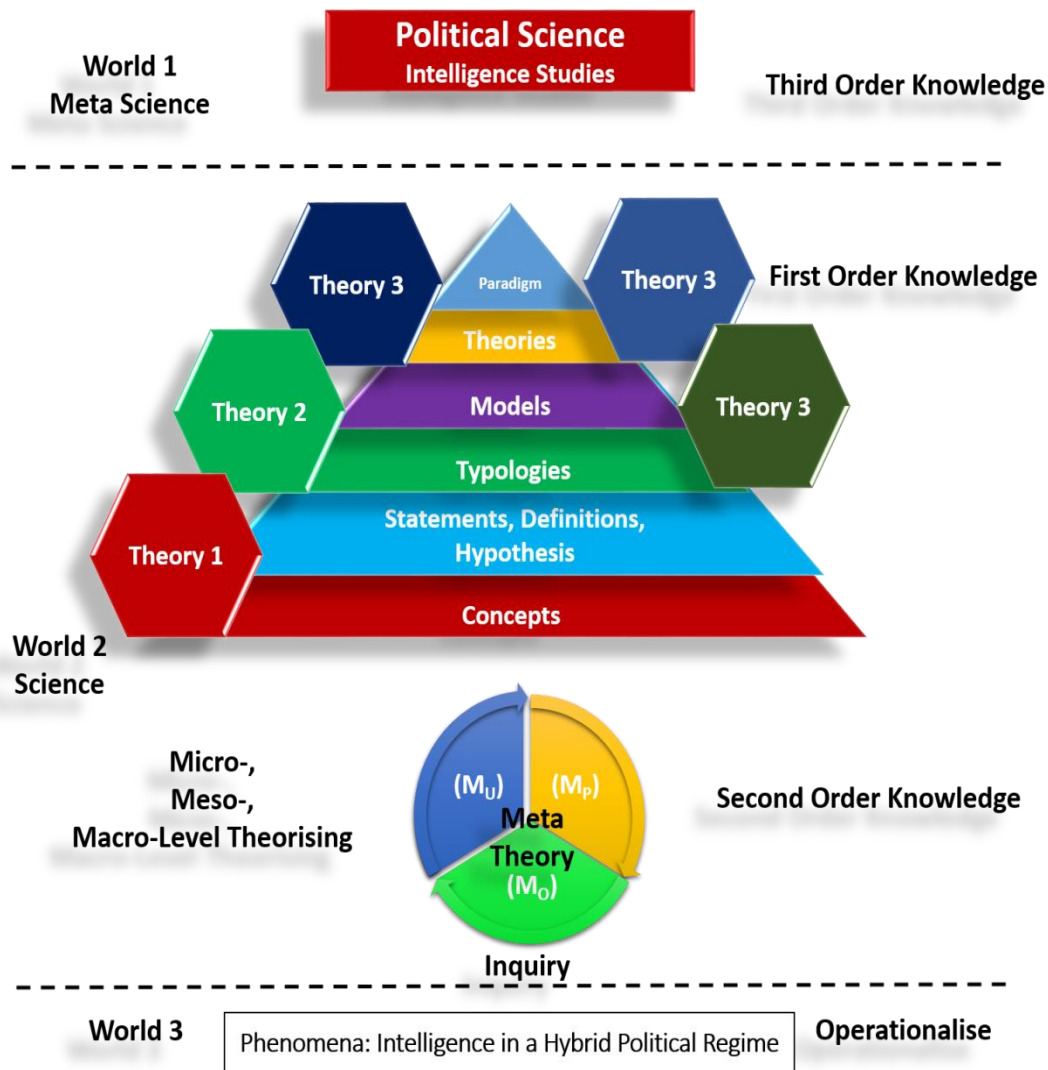 Political Science
Intelligence Studies
World 1
Meta Science
Third Order Knowledge
Theory 3
Paradigm
Theory 3
First Order Knowledge
Theories
Theory 2
Models
Theory 3
Typologies
Statements, Definitions,
Hypothesis
Theory 1
Concepts
World 2
Science
Micro-,
Meso-,
Macro-Level Theorising
(MU)
(MP)
Meta
Theory
(MO)
Second Order Knowledge
Inquiry
World 3
Phenomena: Intelligence in a Hybrid Political Regime
Operationalise